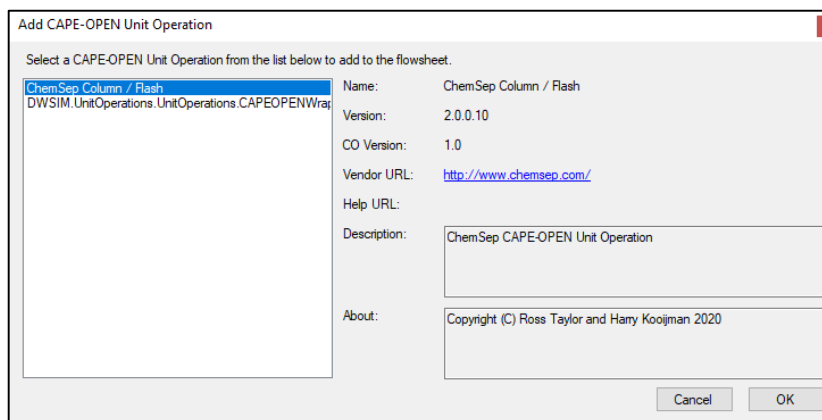 Add CAPE-OPEN Unit Operation
Select a CAPE-OPEN Unit Operation from the list below to add to the flowsheet.
ChemSep Column / Flash
DWSIM.UnitOperations.UnitOperations.CAPEOPENWrap
Name: ChemSep Column / Flash
Version: 2.0.0.10
CO Version: 1.0
Vendor URL: http://www.chemsep.com/
Help URL:
Description: ChemSep CAPE-OPEN Unit Operation
About: Copyright (C) Ross Taylor and Harry Kooijman 2020
Cancel OK